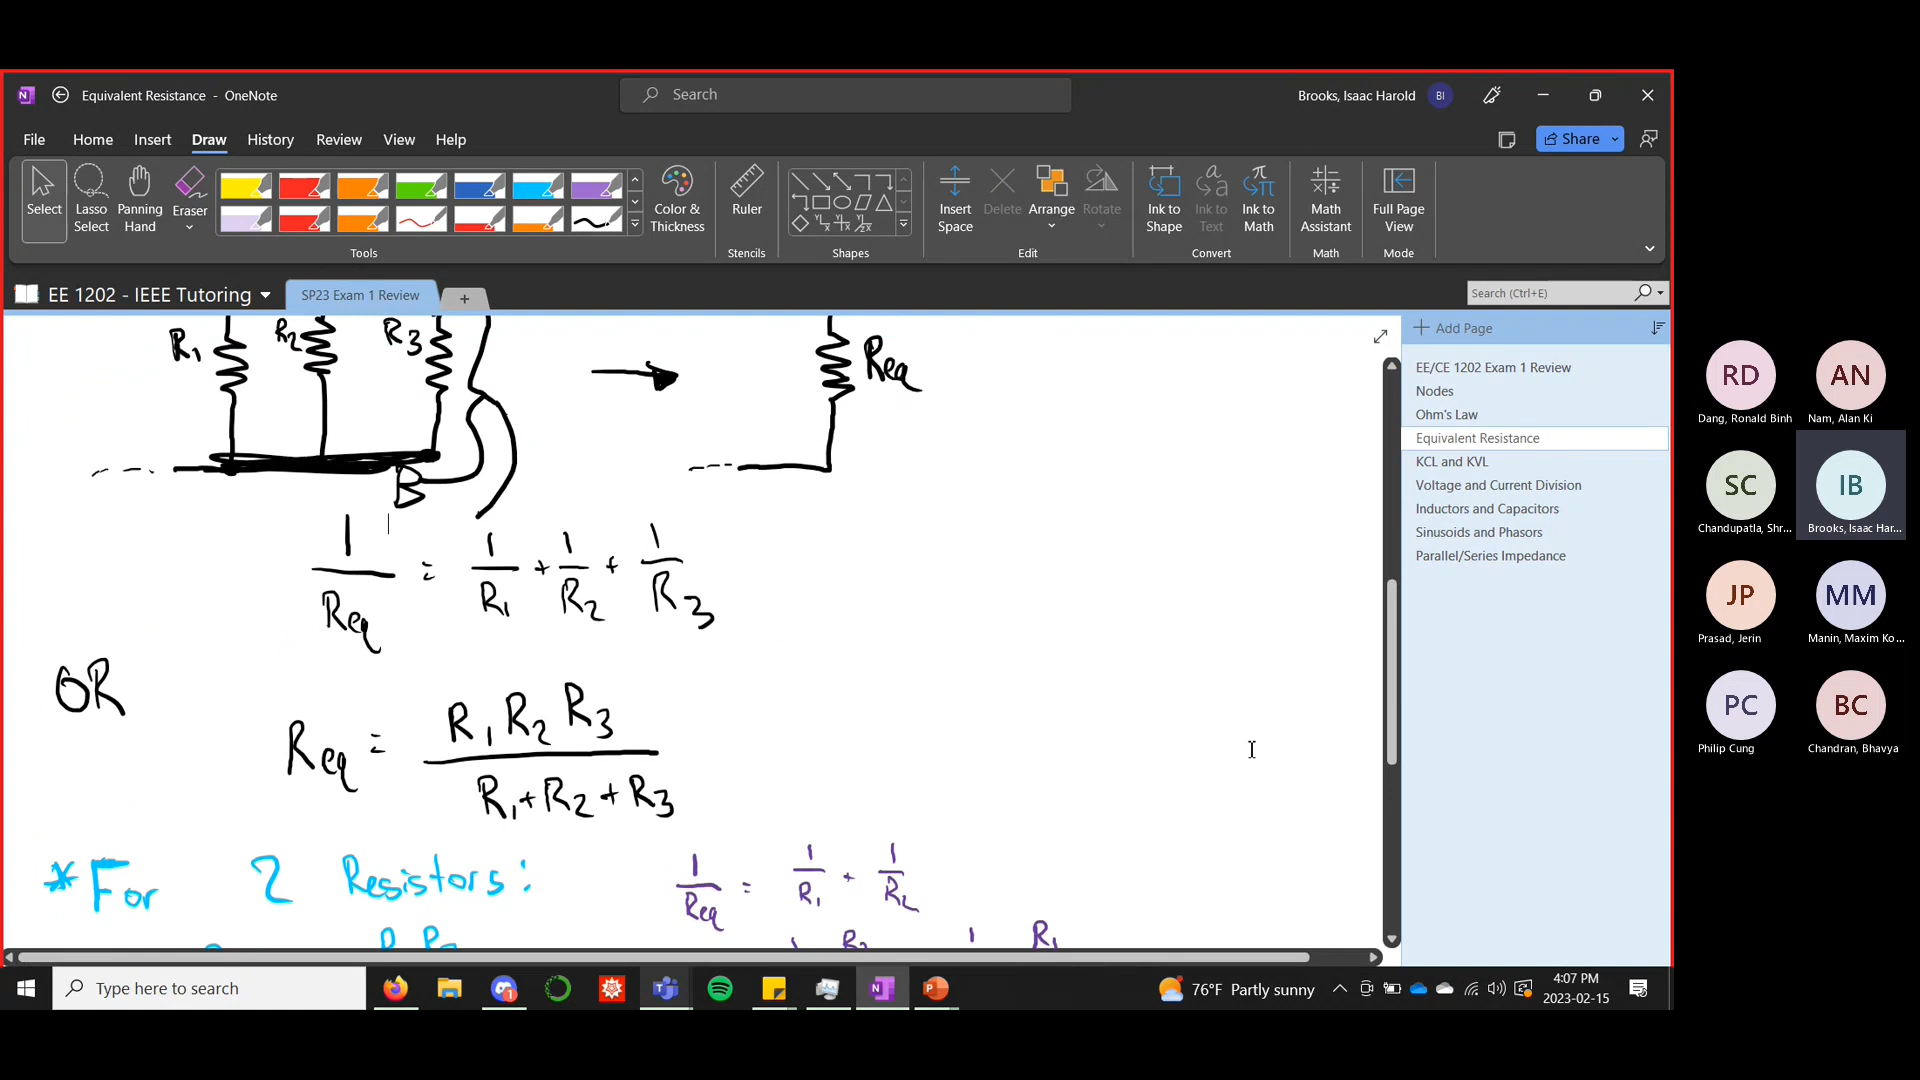 Equivalent Resistance - OneNote
Search
Brooks, Isaac Harold
BI
File Home Insert Draw History Review View Help
Share
Select
Lasso Select
Panning Hand
Eraser
Color & Thickness
Ruler
Insert Space
Delete
Arrange
Rotate
Ink to Shape
Ink to Text
Ink to Math
Math Assistant
Full Page View
Tools
Stencils
Shapes
Edit
Convert
Math
Mode
EE 1202 - IEEE Tutoring
SP23 Exam 1 Review
Search (Ctrl+E)
Add Page
EE/CE 1202 Exam 1 Review
Nodes
Ohm's Law
Equivalent Resistance
KCL and KVL
Voltage and Current Division
Inductors and Capacitors
Sinusoids and Phasors
Parallel/Series Impedance
R1 R2 R3
Req
B
1/Req = 1/R1 + 1/R2 + 1/R3
OR
Req = R1 R2 R3 / R1 + R2 + R3
*For 2 Resistors:
1/Req = 1/R1 + 1/R2
RD
Dang, Ronald Binh
AN
Nam, Alan Ki
SC
Chandupatla, Shr...
IB
Brooks, Isaac Har...
JP
Prasad, Jerin
MM
Manin, Maxim Ko...
PC
Philip Cung
BC
Chandran, Bhavya
Type here to search
76°F Partly sunny
4:07 PM
2023-02-15